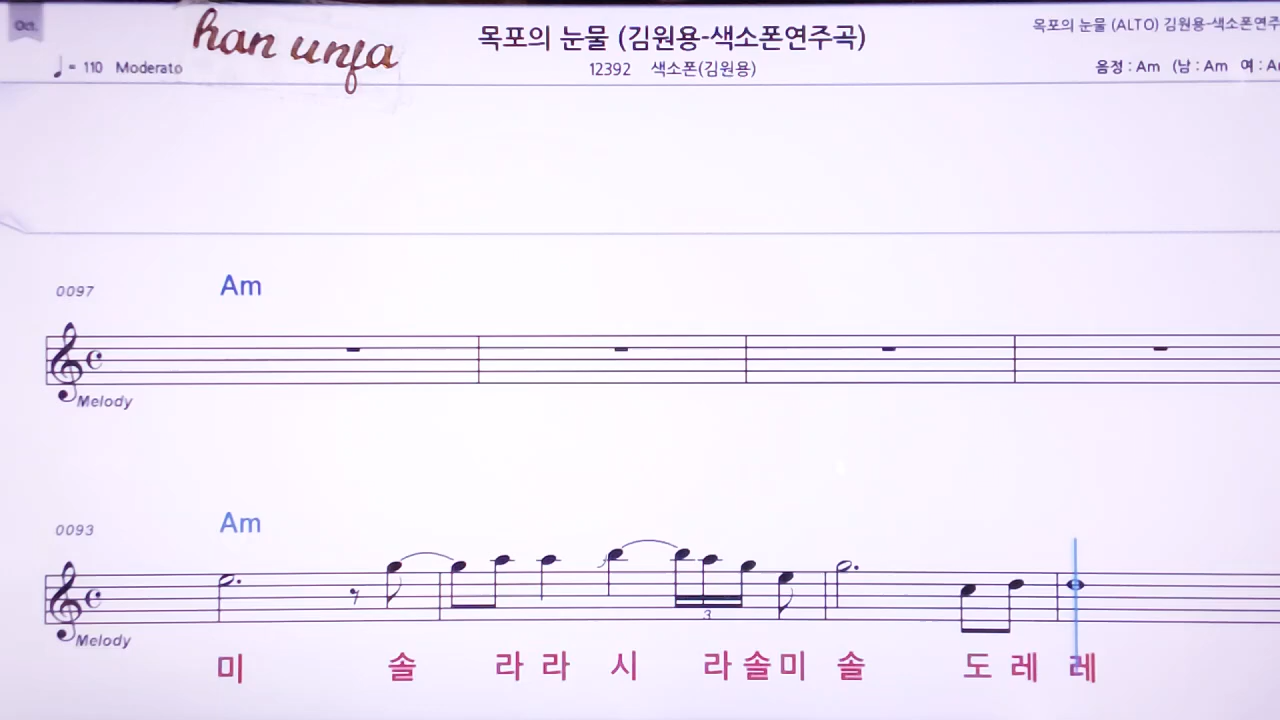 Oct.
han unfa
목포의 눈물 (김원용-색소폰연주곡)
목포의 눈물 (ALTO) 김원용-색소폰연주
= 110 Moderato
12392 색소폰(김원용)
음정 : Am (남 : Am 여 : A
0097
Am
Melody
0093
Am
3
Melody
미 솔 라 라 시 라 솔 미 솔 도 레 레